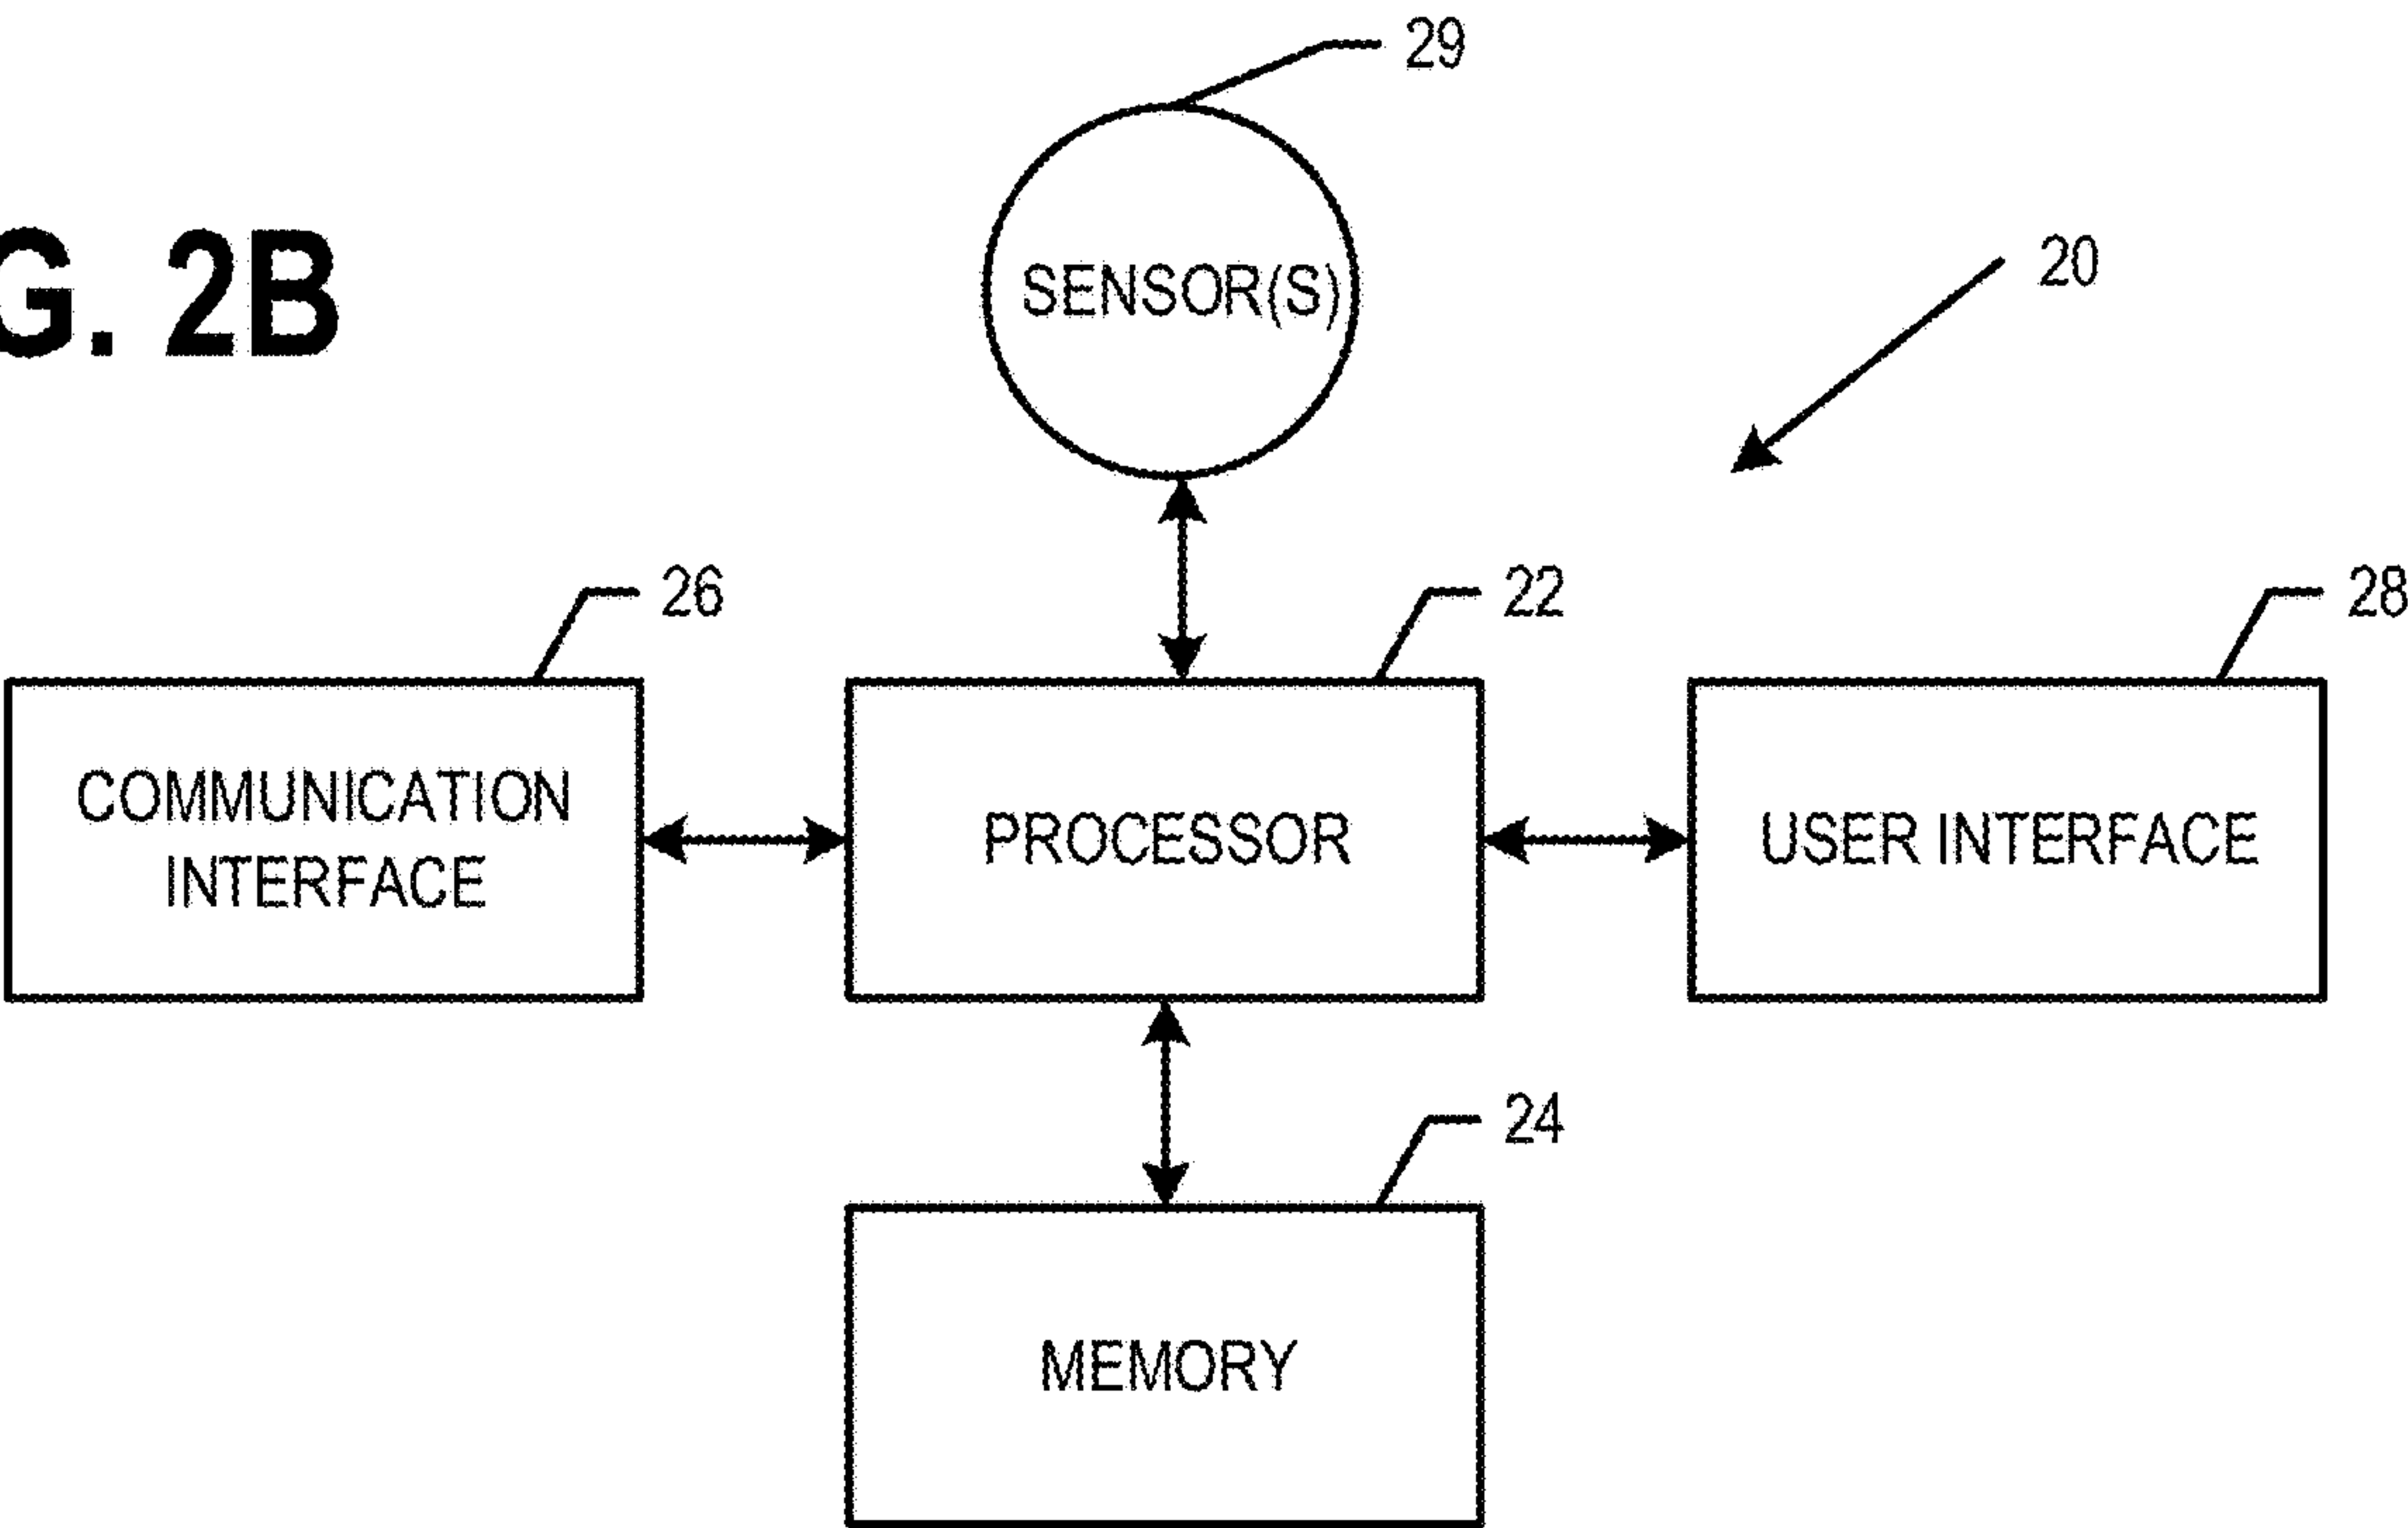 29
G. 2B
SENSOR(S)
20
26
22
28
COMMUNICATION
INTERFACE
PROCESSOR
USER INTERFACE
24
MEMORY